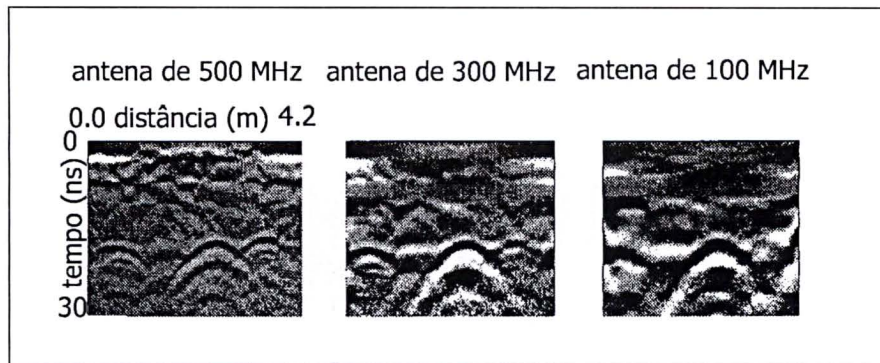 antena de 500 MHz antena de 300 MHz antena de 100 MHz
0.0 distância (m) 4.2
0
tempo (ns)
30